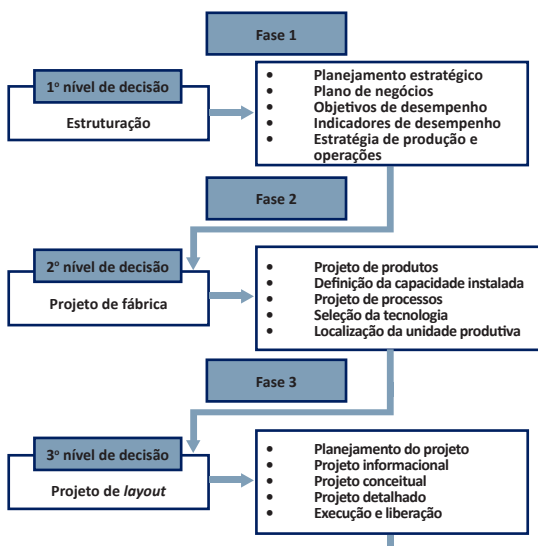 Fase 1
1º nível de decisão
Estruturação
• Planejamento estratégico
• Plano de negócios
• Objetivos de desempenho
• Indicadores de desempenho
• Estratégia de produção e
operações
Fase 2
2º nível de decisão
Projeto de fábrica
• Projeto de produtos
• Definição da capacidade instalada
• Projeto de processos
• Seleção da tecnologia
• Localização da unidade produtiva
Fase 3
3º nível de decisão
Projeto de layout
• Planejamento do projeto
• Projeto informacional
• Projeto conceitual
• Projeto detalhado
• Execução e liberação